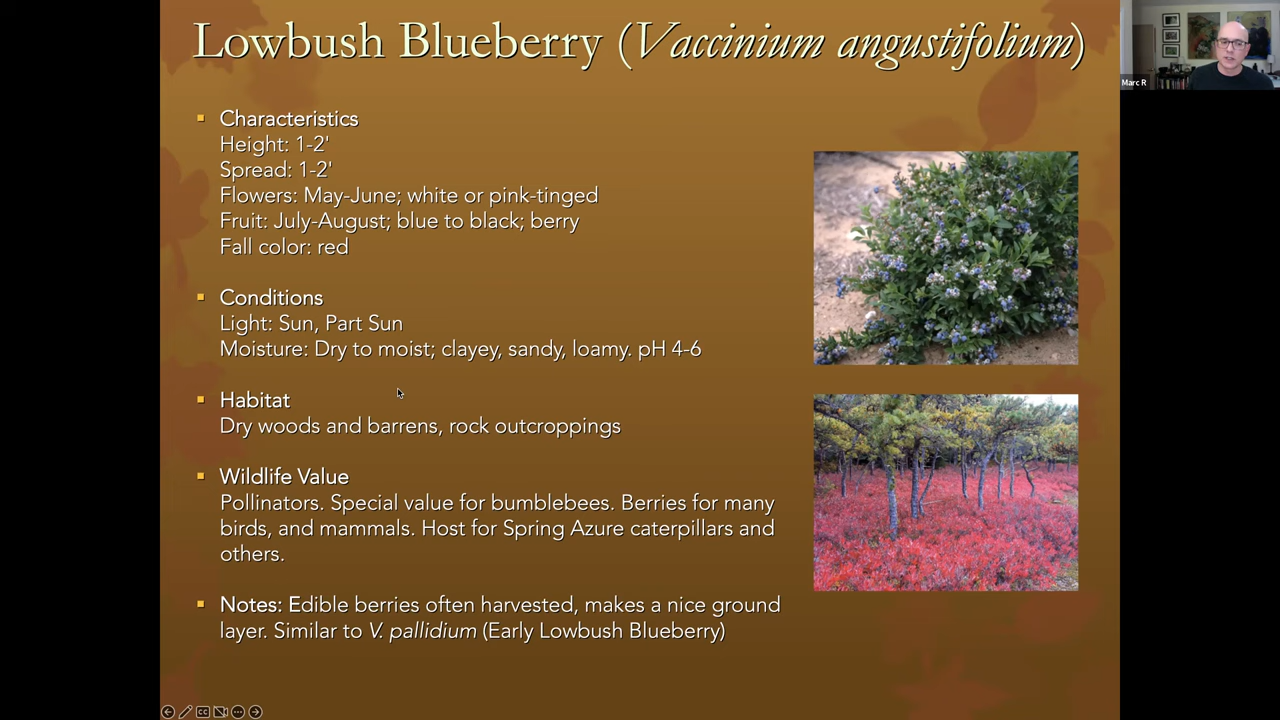 Lowbush Blueberry (Vaccinium angustifolium)
Marc R
Characteristics
Height: 1-2'
Spread: 1-2'
Flowers: May-June; white or pink-tinged
Fruit: July-August; blue to black; berry
Fall color: red
Conditions
Light: Sun, Part Sun
Moisture: Dry to moist; clayey, sandy, loamy. pH 4-6
Habitat
Dry woods and barrens, rock outcroppings
Wildlife Value
Pollinators. Special value for bumblebees. Berries for many
birds, and mammals. Host for Spring Azure caterpillars and
others.
Notes: Edible berries often harvested, makes a nice ground
layer. Similar to V. pallidium (Early Lowbush Blueberry)
CC